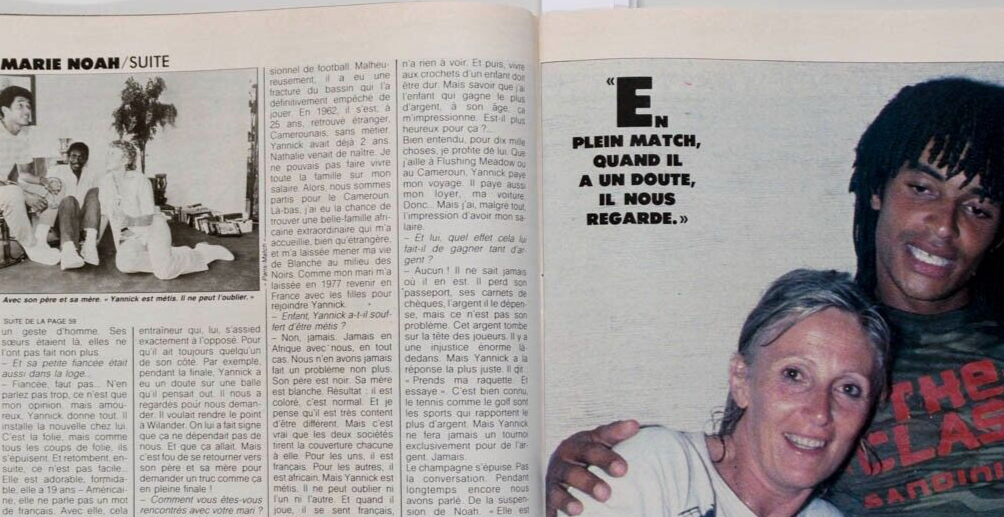 MARIE NOAH/SUITE
Avec son père et sa mère. « Yannick est métis. Il ne peut l'oublier. »
Paris Match
SUITE DE LA PAGE 59
un geste d'homme. Ses
sœurs étaient là, elles ne
l'ont pas fait non plus.
– Et sa petite fiancée était
aussi dans la loge...
– Fiancée, faut pas... N'en
parlez pas trop, ce n'est que
mon opinion, mais amou-
reux, Yannick donne tout. Il
installe la nouvelle chez lui.
C'est la folie, mais comme
tous les coups de folie, ils
s'épuisent. Et retombent, en-
suite, ce n'est pas facile...
Elle est adorable, formida-
ble, elle a 19 ans – Américai-
ne, elle ne parle pas un mot
de français. Avec elle, cela
entraîneur qui, lui, s'assied
exactement à l'opposé. Pour
qu'il ait toujours quelqu'un
de son côté. Par exemple,
pendant la finale, Yannick a
eu un doute sur une balle
qu'il pensait out. Il nous a
regardés pour nous deman-
der. Il voulait rendre le point
à Wilander. On lui a fait signe
que ça ne dépendait pas de
nous. Et que ça allait. Mais
c'est fou de se retourner vers
son père et sa mère pour
demander un truc comme ça
en pleine finale !
– Comment vous êtes-vous
rencontrés avec votre mari ?
sionnel de football. Malheu-
reusement, il a eu une
fracture du bassin qui l'a
définitivement empêché de
jouer. En 1962, il s'est, à
25 ans, retrouvé étranger,
Camerounais, sans métier.
Yannick avait déjà 2 ans.
Nathalie venait de naître. Je
ne pouvais pas faire vivre
toute la famille sur mon
salaire. Alors, nous sommes
partis pour le Cameroun.
Là-bas, j'ai eu la chance de
trouver une belle-famille afri-
caine extraordinaire qui m'a
accueillie, bien qu'étrangère,
et m'a laissée mener ma vie
de Blanche au milieu des
Noirs. Comme mon mari m'a
laissée en 1977 revenir en
France avec les filles pour
rejoindre Yannick.
– Enfant, Yannick a-t-il souf-
fert d'être métis ?
– Non, jamais. Jamais en
Afrique avec nous, en tout
cas. Nous n'en avons jamais
fait un problème non plus.
Son père est noir. Sa mère
est blanche. Résultat : il est
coloré, c'est normal. Et je
pense qu'il est très content
d'être différent. Mais c'est
vrai que les deux sociétés
tirent la couverture chacune
à elle. Pour les uns, il est
français. Pour les autres, il
est africain. Mais Yannick est
métis. Il ne peut oublier ni
l'un ni l'autre. Et quand il
joue, il se sent français,
n'a rien à voir. Et puis, vivre
aux crochets d'un enfant doit
être dur. Mais savoir que j'ai
l'enfant qui gagne le plus
d'argent, à son âge, ça
m'impressionne. Est-il plus
heureux pour ça ?...
Bien entendu, pour dix mille
choses, je profite de lui. Que
j'aille à Flushing Meadow ou
au Cameroun, Yannick paye
mon voyage. Il paye aussi
mon loyer, ma voiture.
Donc... Mais j'ai, malgré tout,
l'impression d'avoir mon sa-
laire.
– Et lui, quel effet cela lui
fait-il de gagner tant d'ar-
gent ?
– Aucun ! Il ne sait jamais
où il en est. Il perd son
passeport, ses carnets de
chèques, l'argent il le dépen-
se, mais ce n'est pas son
problème. Cet argent tombe
sur la tête des joueurs. Il y a
une injustice énorme là-
dedans. Mais Yannick a la
réponse la plus juste. Il dit :
« Prends ma raquette. Et
essaye ». C'est bien connu,
le tennis comme le golf sont
les sports qui rapportent le
plus d'argent. Mais Yannick
ne fera jamais un tournoi
exclusivement pour de l'ar-
gent. Jamais.
Le champagne s'épuise. Pas
la conversation. Pendant
longtemps encore nous
avons parlé. De la suspen-
sion de Noah. « Elle est
« EN
PLEIN MATCH,
QUAND IL
A UN DOUTE,
IL NOUS
REGARDE. »
THE
CLAS
SANDINI